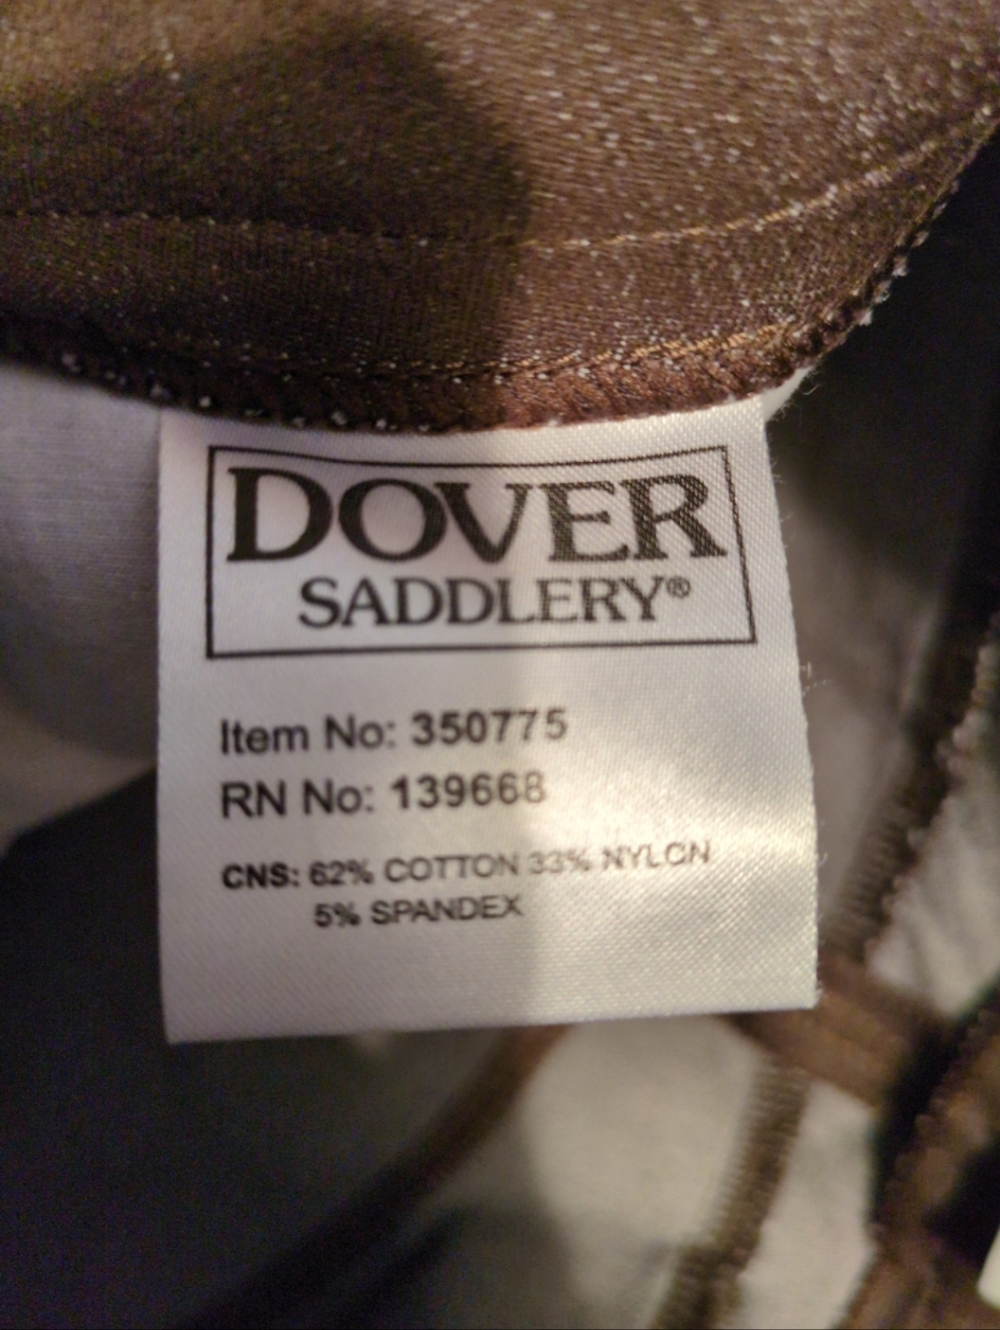 DOVER
SADDLERY®
Item No: 350775
RN No: 139668
CNS: 62% COTTON 33% NYLON
5% SPANDEX